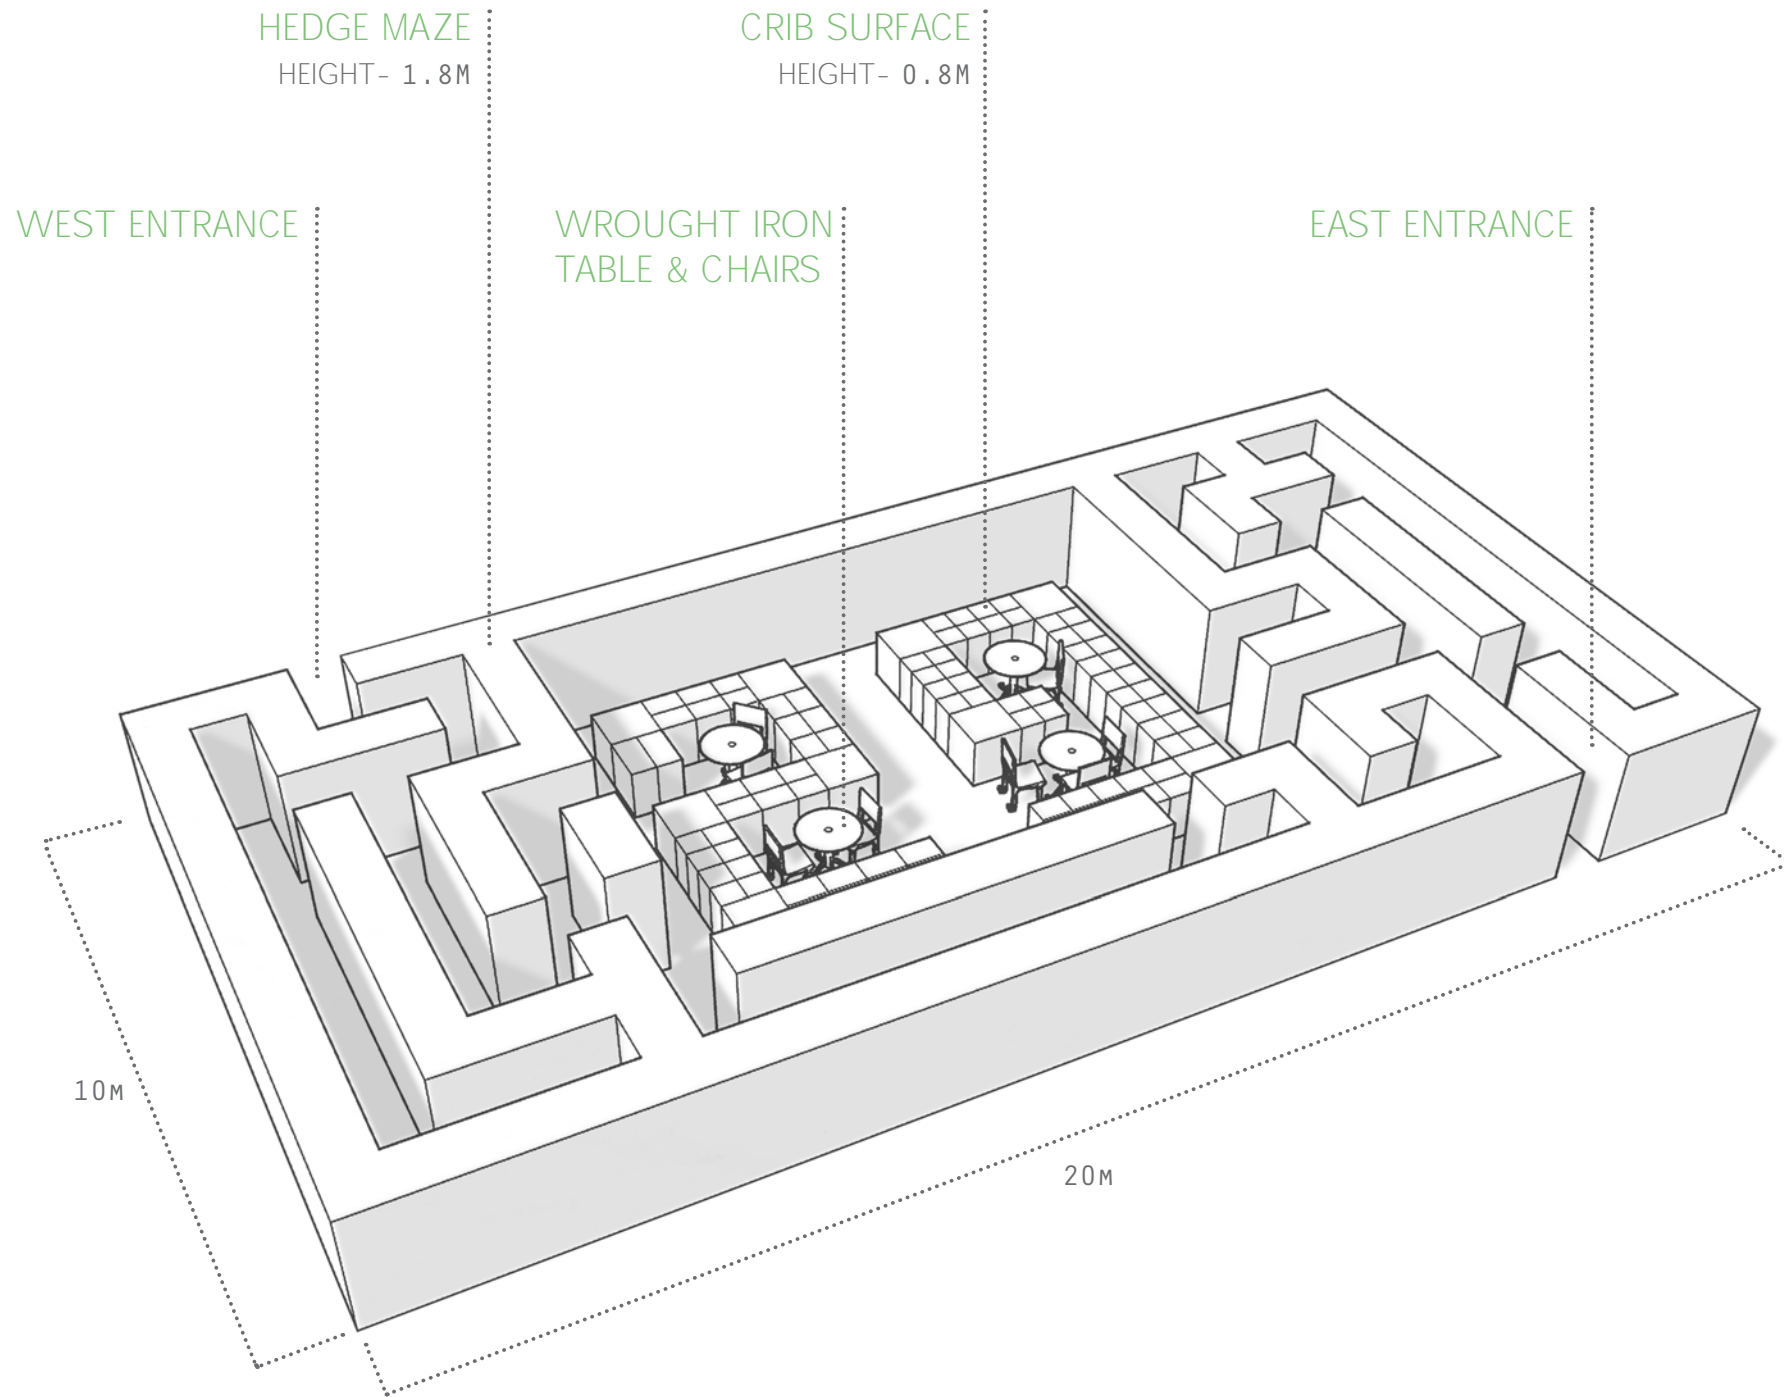 HEDGE MAZE
HEIGHT- 1.8M
CRIB SURFACE
HEIGHT- 0.8M
WEST ENTRANCE
WROUGHT IRON
TABLE & CHAIRS
EAST ENTRANCE
10M
20M